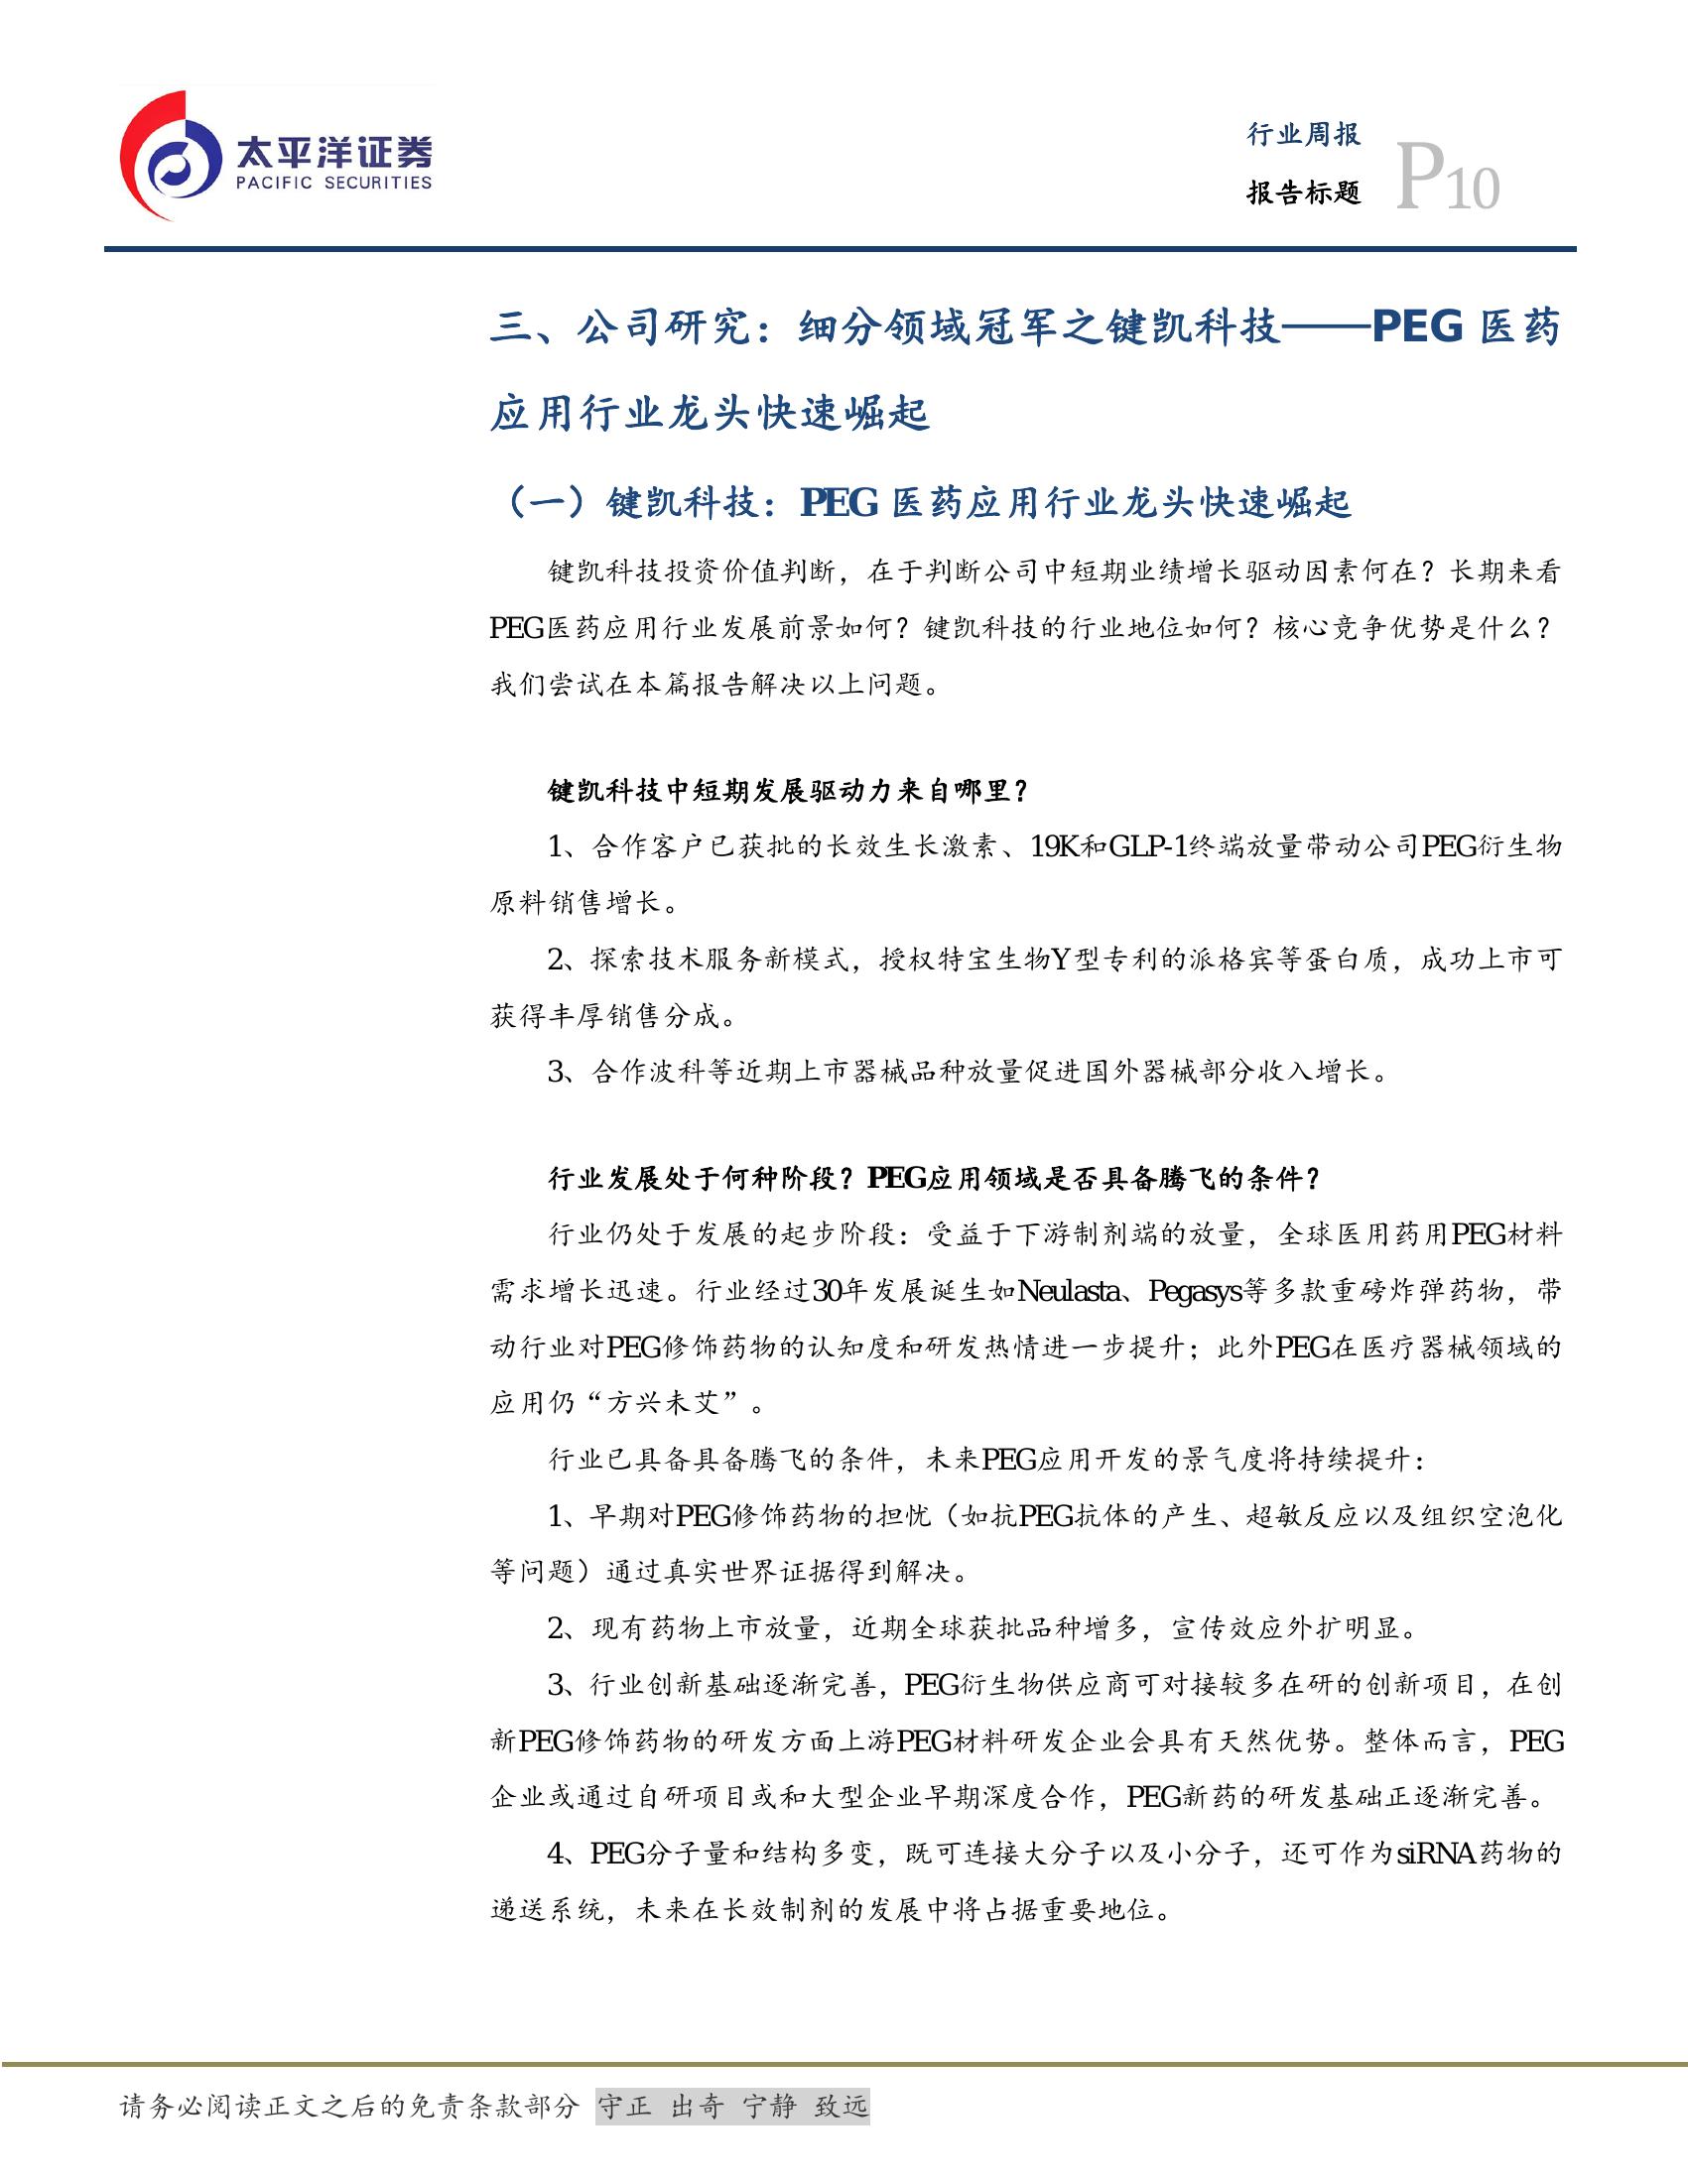 太平洋证券
PACIFIC SECURITIES
行业周报
报告标题
P10
三、公司研究：细分领域冠军之键凯科技——PEG 医药
应用行业龙头快速崛起
（一）键凯科技：PEG 医药应用行业龙头快速崛起
键凯科技投资价值判断，在于判断公司中短期业绩增长驱动因素何在？长期来看
PEG医药应用行业发展前景如何？键凯科技的行业地位如何？核心竞争优势是什么？
我们尝试在本篇报告解决以上问题。
键凯科技中短期发展驱动力来自哪里？
1、合作客户已获批的长效生长激素、19K和GLP-1终端放量带动公司PEG衍生物
原料销售增长。
2、探索技术服务新模式，授权特宝生物Y型专利的派格宾等蛋白质，成功上市可
获得丰厚销售分成。
3、合作波科等近期上市器械品种放量促进国外器械部分收入增长。
行业发展处于何种阶段？PEG应用领域是否具备腾飞的条件？
行业仍处于发展的起步阶段：受益于下游制剂端的放量，全球医用药用PEG材料
需求增长迅速。行业经过30年发展诞生如Neulasta、Pegasys等多款重磅炸弹药物，带
动行业对PEG修饰药物的认知度和研发热情进一步提升；此外PEG在医疗器械领域的
应用仍“方兴未艾”。
行业已具备具备腾飞的条件，未来PEG应用开发的景气度将持续提升：
1、早期对PEG修饰药物的担忧（如抗PEG抗体的产生、超敏反应以及组织空泡化
等问题）通过真实世界证据得到解决。
2、现有药物上市放量，近期全球获批品种增多，宣传效应外扩明显。
3、行业创新基础逐渐完善，PEG衍生物供应商可对接较多在研的创新项目，在创
新PEG修饰药物的研发方面上游PEG材料研发企业会具有天然优势。整体而言，PEG
企业或通过自研项目或和大型企业早期深度合作，PEG新药的研发基础正逐渐完善。
4、PEG分子量和结构多变，既可连接大分子以及小分子，还可作为siRNA药物的
递送系统，未来在长效制剂的发展中将占据重要地位。
请务必阅读正文之后的免责条款部分 守正 出奇 宁静 致远